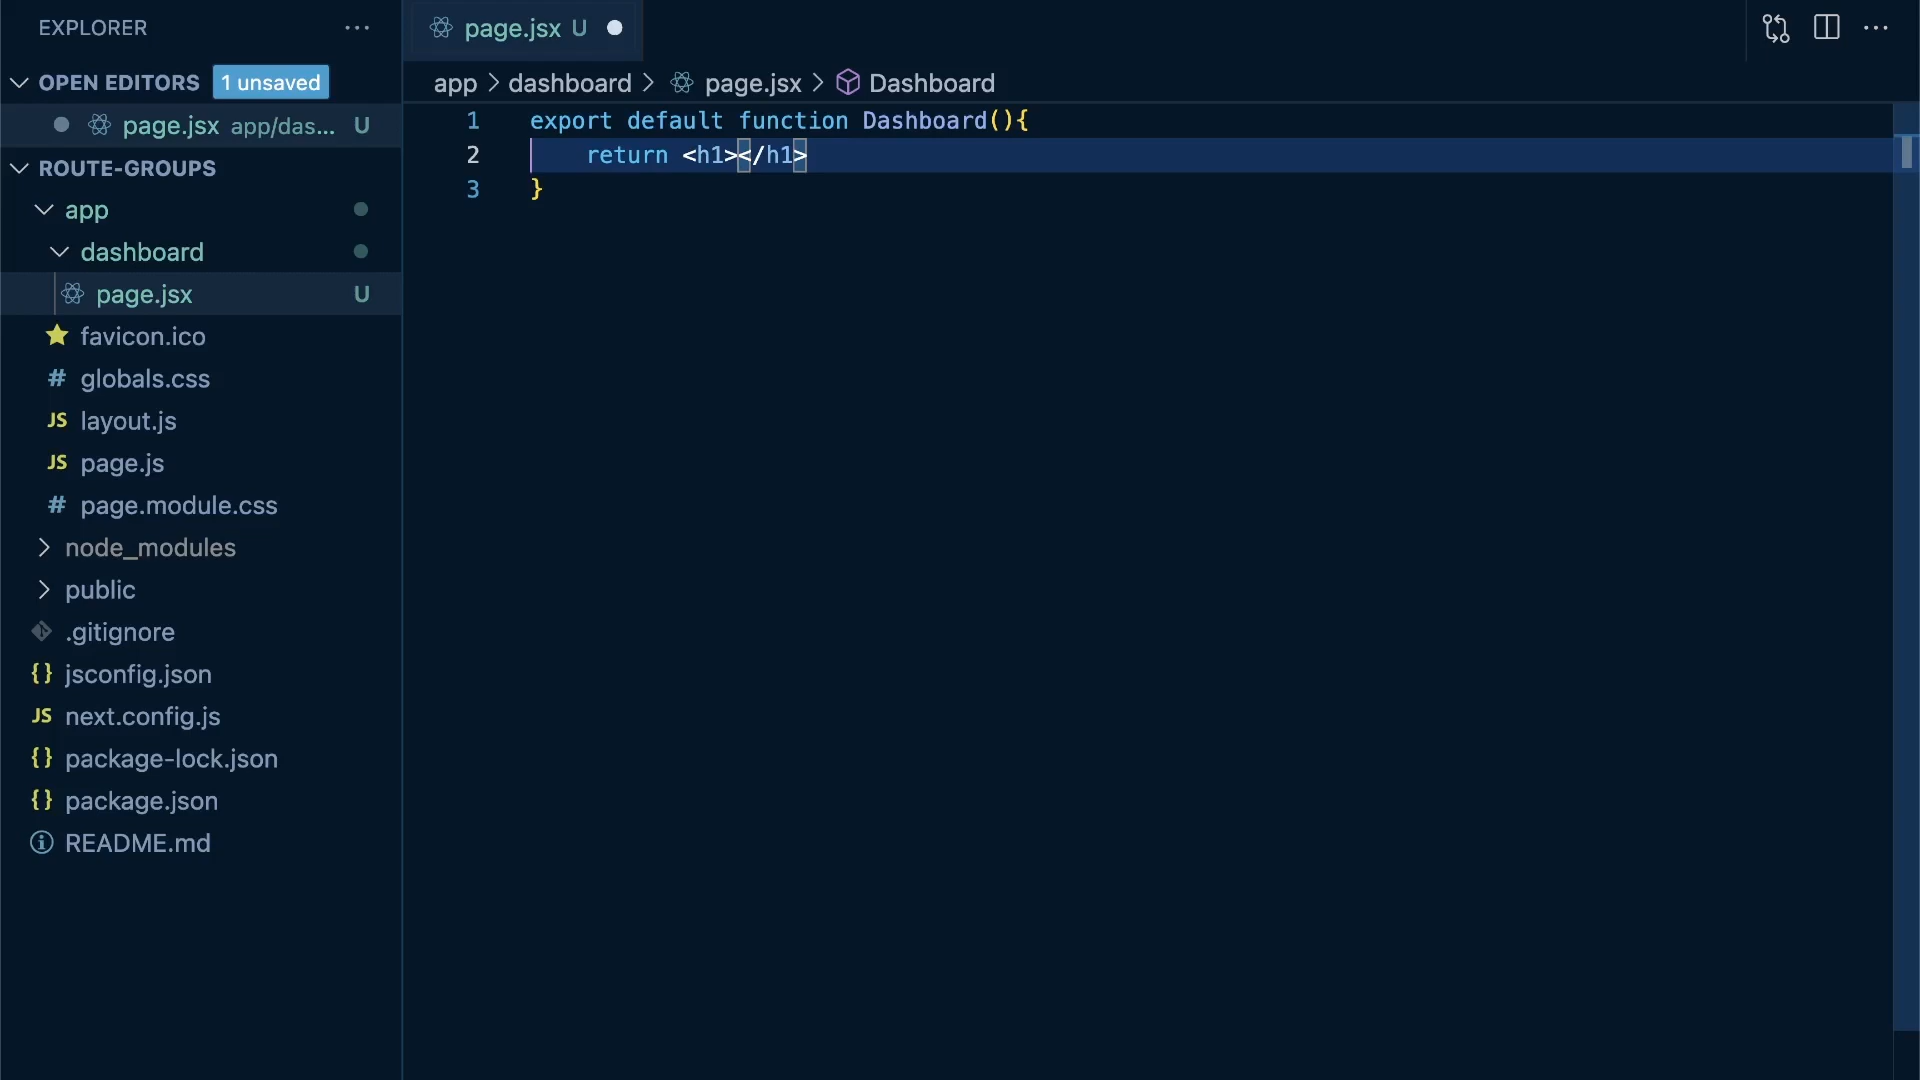 EXPLORER
page.jsx U
OPEN EDITORS 1 unsaved
app dashboard page.jsx Dashboard
page.jsx app/das... U
1 export default function Dashboard(){
2 return <h1></h1>
3 }
ROUTE-GROUPS
app
dashboard
page.jsx U
favicon.ico
# globals.css
JS layout.js
JS page.js
# page.module.css
node_modules
public
.gitignore
{} jsconfig.json
JS next.config.js
{} package-lock.json
{} package.json
README.md